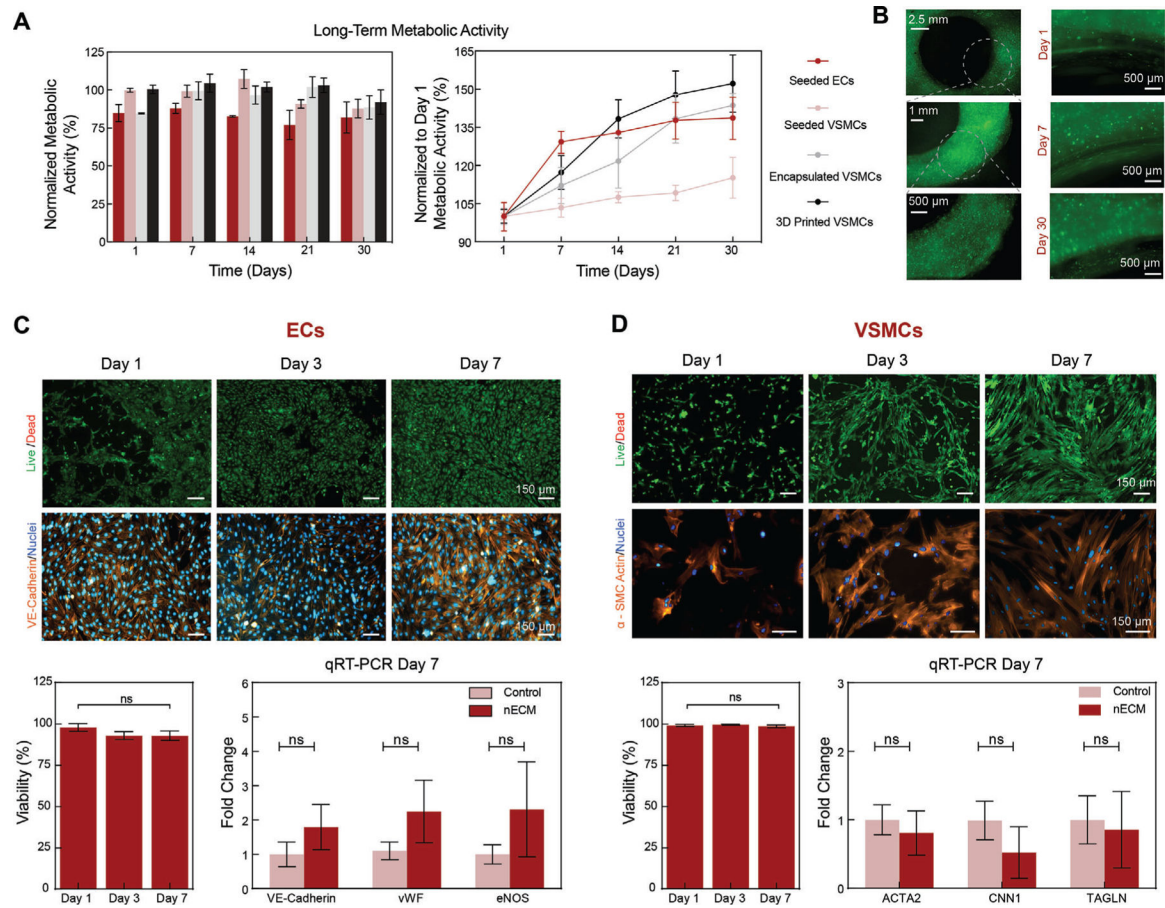 A
Long-Term Metabolic Activity
Normalized Metabolic
Activity (%)
125
100
75
50
25
0
1
7
14
21
30
Time (Days)
Normalized to Day 1
Metabolic Activity (%)
165
150
135
120
105
90
1
7
14
21
30
Time (Days)
Seeded ECs
Seeded VSMCs
Encapsulated VSMCs
3D Printed VSMCs
B
2.5 mm
1 mm
500 µm
Day 1
500 µm
Day 7
500 µm
Day 30
500 µm
C
ECs
Day 1
Day 3
Day 7
Live/Dead
150 µm
VE-Cadherin/Nuclei
150 µm
Viability (%)
125
100
75
50
25
0
ns
Day 1
Day 3
Day 7
qRT-PCR Day 7
Fold Change
6
4
2
0
Control
nECM
ns
ns
ns
VE-Cadherin
vWF
eNOS
D
VSMCs
Day 1
Day 3
Day 7
Live/Dead
150 µm
α - SMC Actin/Nuclei
150 µm
Viability (%)
125
100
75
50
25
0
ns
Day 1
Day 3
Day 7
qRT-PCR Day 7
Fold Change
3
2
1
0
Control
nECM
ns
ns
ns
ACTA2
CNN1
TAGLN